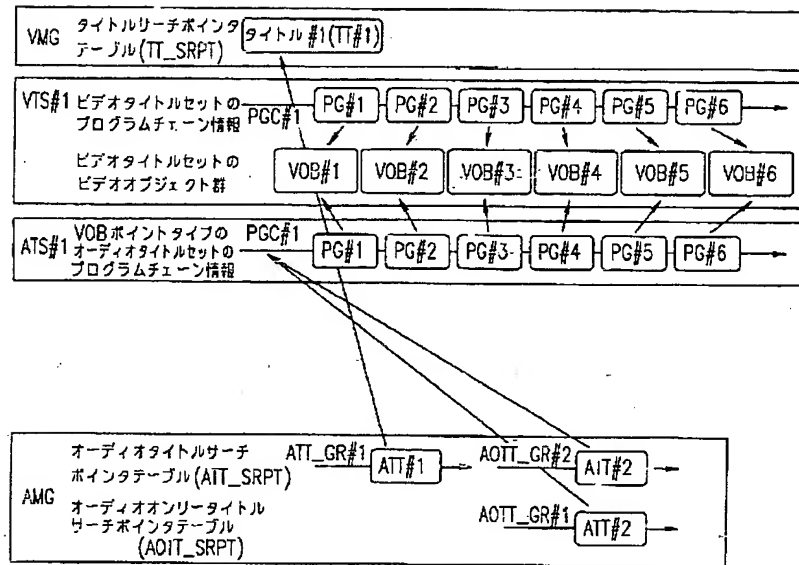 VMG
タイトルサーチポインタ
テーブル(TT_SRPT)
タイトル#1(TT#1)
VTS#1
ビデオタイトルセットの
プログラムチェーン情報
PGC#1
PG#1
PG#2
PG#3
PG#4
PG#5
PG#6
ビデオタイトルセットの
ビデオオブジェクト群
VOB#1
VOB#2
VOB#3
VOB#4
VOB#5
VOB#6
ATS#1
VOBポイントタイプの
オーディオタイトルセットの
プログラムチェーン情報
PGC#1
PG#1
PG#2
PG#3
PG#4
PG#5
PG#6
AMG
オーディオタイトルサーチ
ポインタテーブル(ATT_SRPT)
ATT_GR#1
ATT#1
AOTT_GR#2
ATT#2
オーディオオンリータイトル
サーチポインタテーブル
(AOTT_SRPT)
AOTT_GR#1
ATT#2